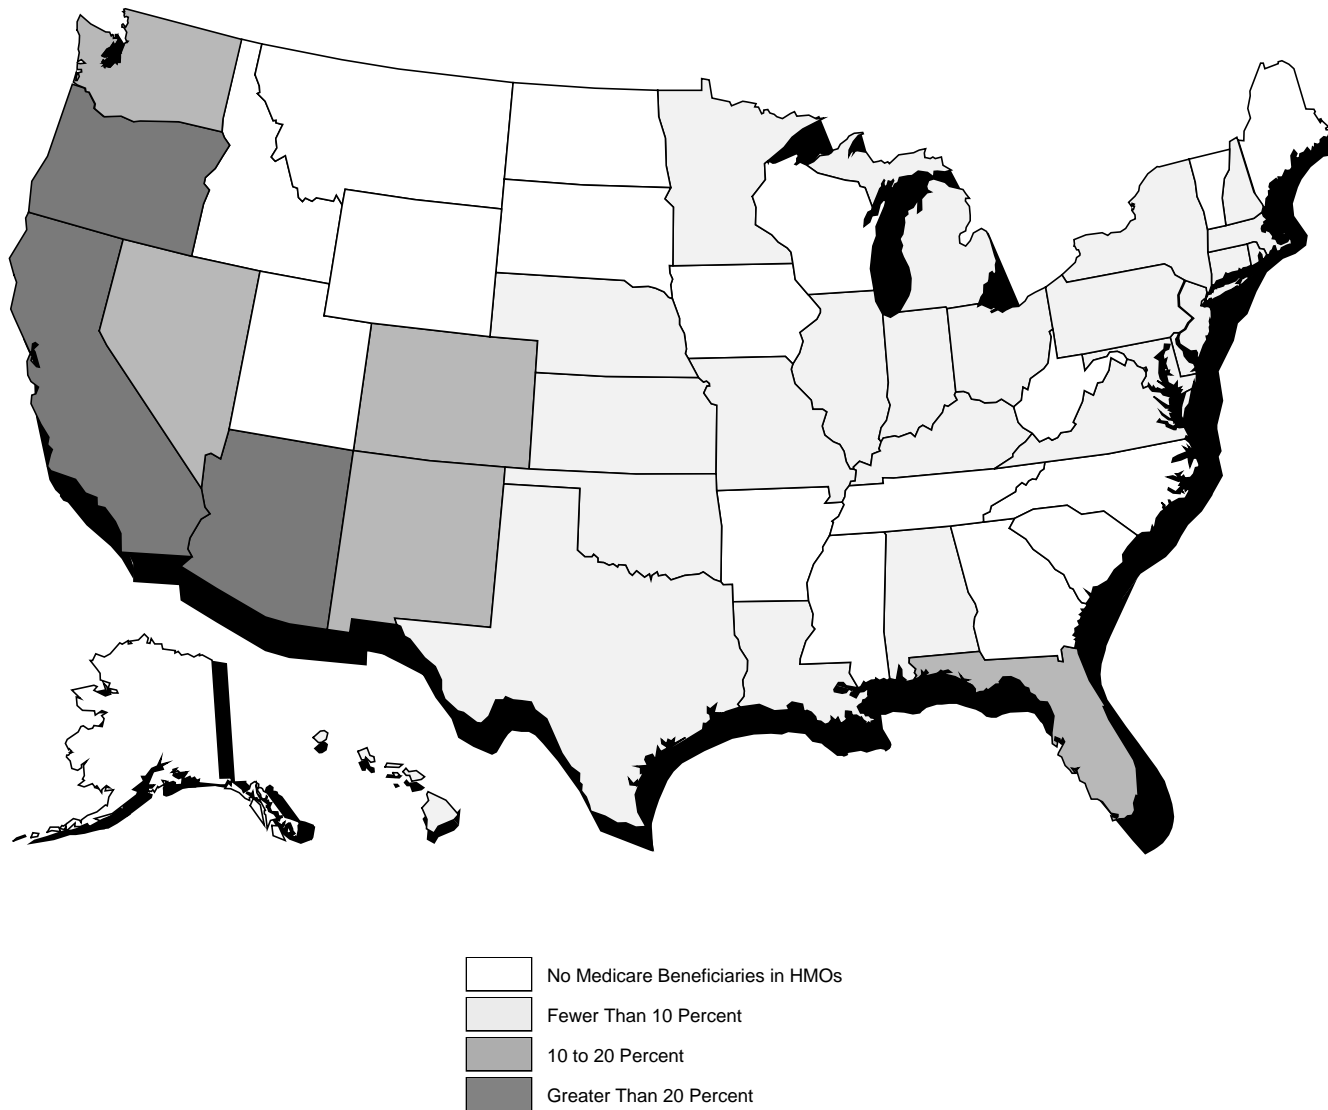 No Medicare Beneficiaries in HMOs
Fewer Than 10 Percent
10 to 20 Percent
Greater Than 20 Percent